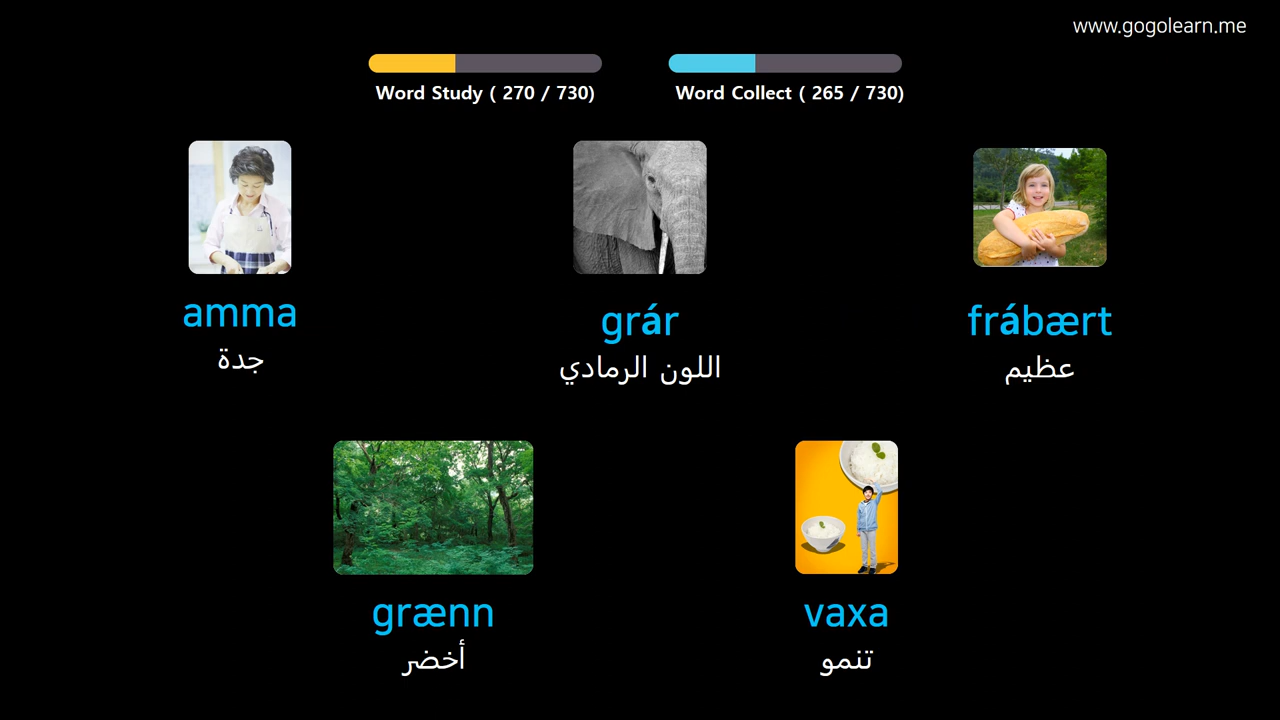 www.gogolearn.me
Word Study ( 270 / 730)
Word Collect ( 265 / 730)
amma
جدة
grár
اللون الرمادي
frábært
عظيم
grænn
أخضر
vaxa
تنمو